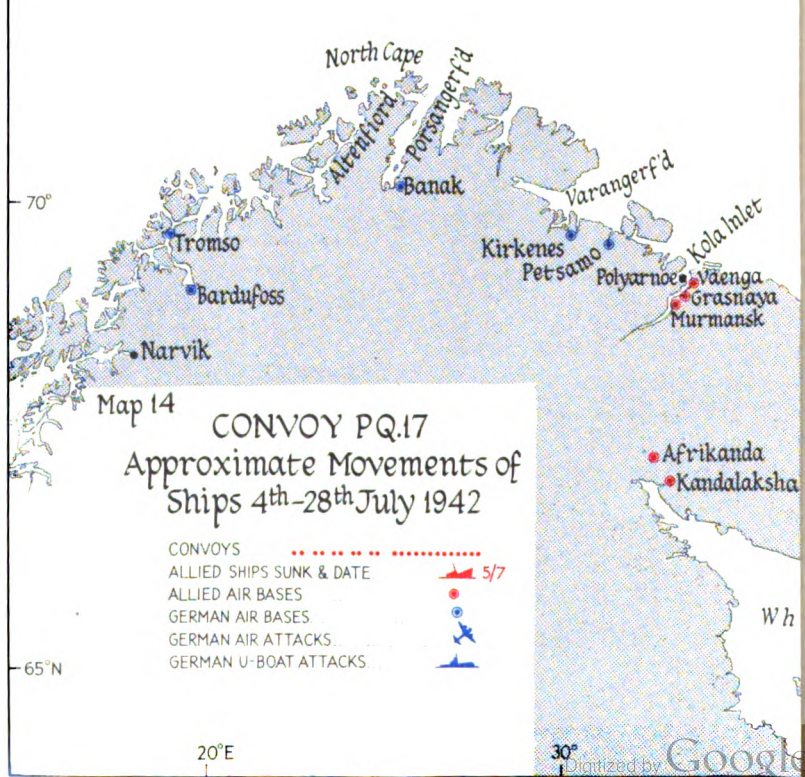 North Cape
Altenfiord
Porsangerf'd
70°
Banak
Varangerf'd
Tromso
Kirkenes
Petsamo
Kola Inlet
Polyarnoe
Vaenga
Grasnaya
Murmansk
Bardufoss
Narvik
Map 14
CONVOY PQ.17
Approximate Movements of
Ships 4th-28th July 1942
Afrikanda
Kandalaksha
CONVOYS
ALLIED SHIPS SUNK & DATE 5/7
ALLIED AIR BASES
GERMAN AIR BASES
GERMAN AIR ATTACKS
GERMAN U-BOAT ATTACKS
Wh
65°N
20°E
30°
Digitized by Google